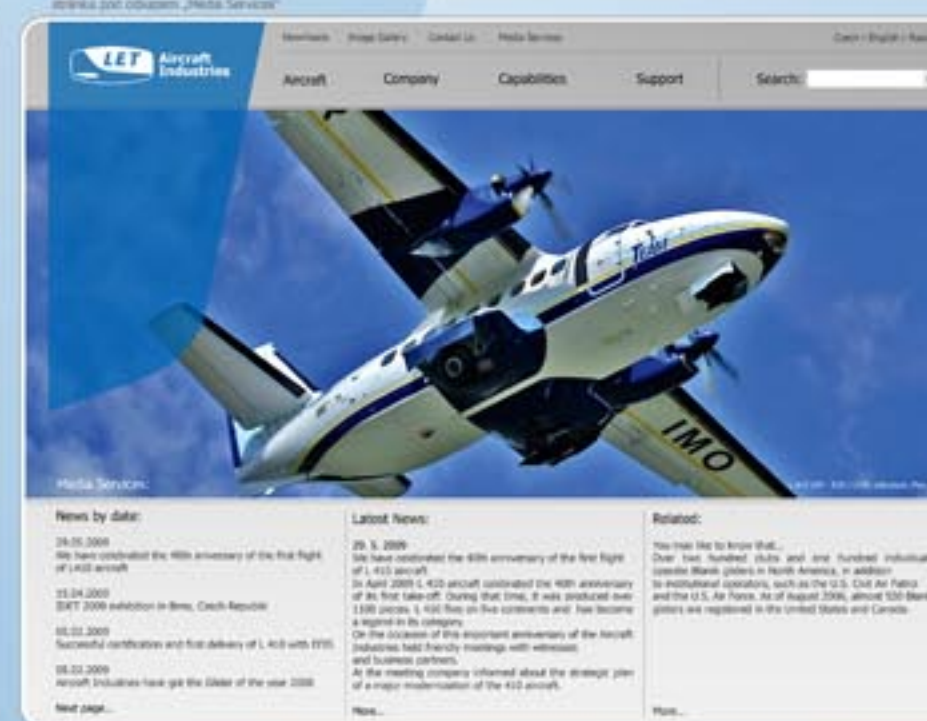 stránka pod odkazem „Media Services“
Newsroom Image Gallery Contact Us Media Services
Czech | English |
LET Aircraft
Industries
Aircraft Company Capabilities Support Search:
TEAM
IMO
Media Services:
News by date:
29.05.2009
We have celebrated the 40th anniversary of the first flight
of L410 aircraft
15.04.2009
IDET 2009 exhibition in Brno, Czech Republic
Successful certification and first delivery of L 410 with EFIS
Aircraft Industries have got the Glider of the year 2008
Next page...
Latest News:
29. 5. 2009
We have celebrated the 40th anniversary of the first flight
of L 410 aircraft
In April 2009 L 410 aircraft celebrated the 40th anniversary
of its first take-off. During that time, it was produced over
1100 pieces. L 410 flies on five continents and has become
a legend in its category.
On the occasion of this important anniversary of the Aircraft
Industries held friendly meetings with witnesses
and business partners.
At the meeting company informed about the strategic plan
of a major modernisation of the 410 aircraft.
More...
Related:
You may like to know that...
Over two hundred clubs and one hundred individual
operate Blanik gliders in North America, in addition
to institutional operators, such as the U.S. Civil Air Patrol
and the U.S. Air Force. As of August 2006, almost 500 Blanik
gliders are registered in the United States and Canada.
More...